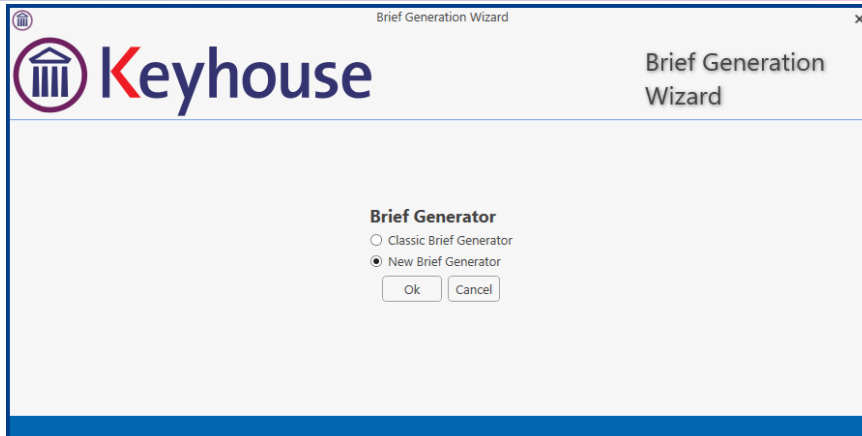 Brief Generation Wizard
Keyhouse
Brief Generation
Wizard
Brief Generator
Classic Brief Generator
New Brief Generator
Ok Cancel